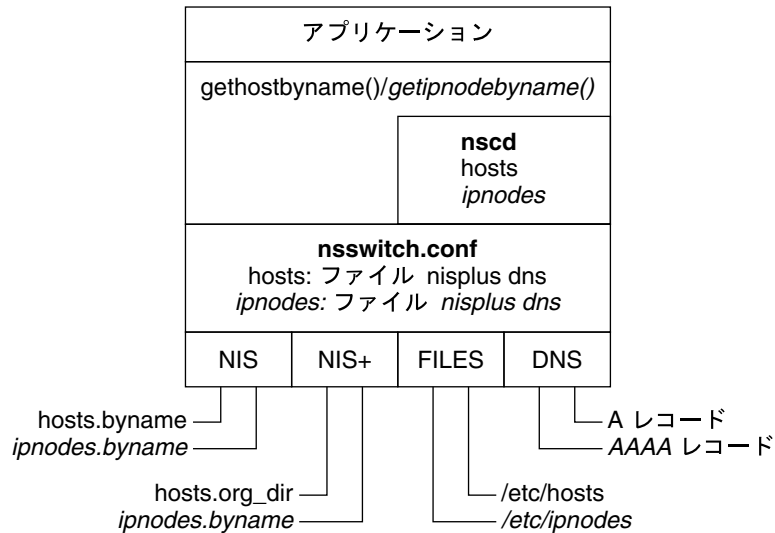 アプリケーション
gethostbyname()/getipnodebyname()
nscd
hosts
ipnodes
nsswitch.conf
hosts: ファイル nisplus dns
ipnodes: ファイル nisplus dns
NIS
NIS+
FILES
DNS
hosts.byname
ipnodes.byname
A レコード
AAAA レコード
hosts.org_dir
ipnodes.byname
/etc/hosts
/etc/ipnodes